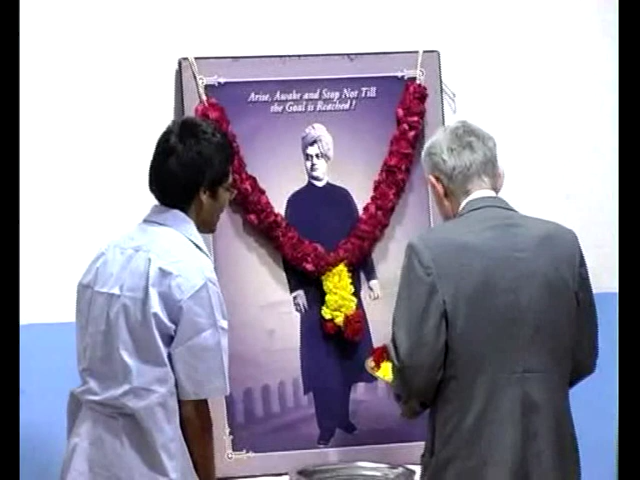 Arise, Awake and Stop Not Till
the Goal is Reached !